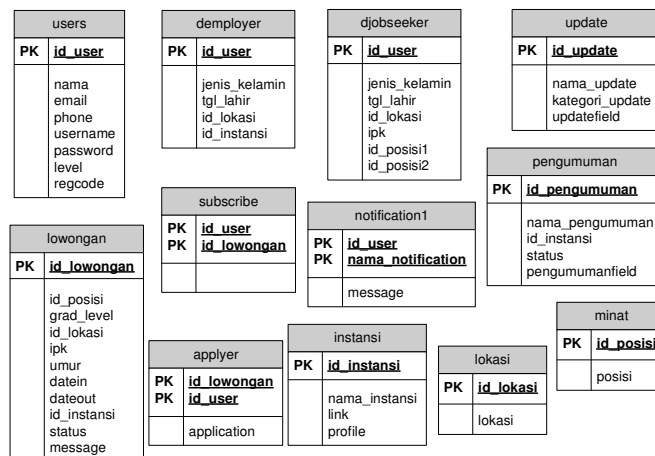 users
PK id_user
nama
email
phone
username
password
level
regcode
demployer
PK id_user
jenis_kelamin
tgl_lahir
id_lokasi
id_instansi
djobseeker
PK id_user
jenis_kelamin
tgl_lahir
id_lokasi
ipk
id_posisi1
id_posisi2
update
PK id_update
nama_update
kategori_update
updatefield
pengumuman
PK id_pengumuman
nama_pengumuman
id_instansi
status
pengumumanfield
subscribe
PK id_user
PK id_lowongan
notification1
PK id_user
PK nama_notification
message
lowongan
PK id_lowongan
id_posisi
grad_level
id_lokasi
ipk
umur
datein
dateout
id_instansi
status
message
applyer
PK id_lowongan
PK id_user
application
instansi
PK id_instansi
nama_instansi
link
profile
lokasi
PK id_lokasi
lokasi
minat
PK id_posisi
posisi